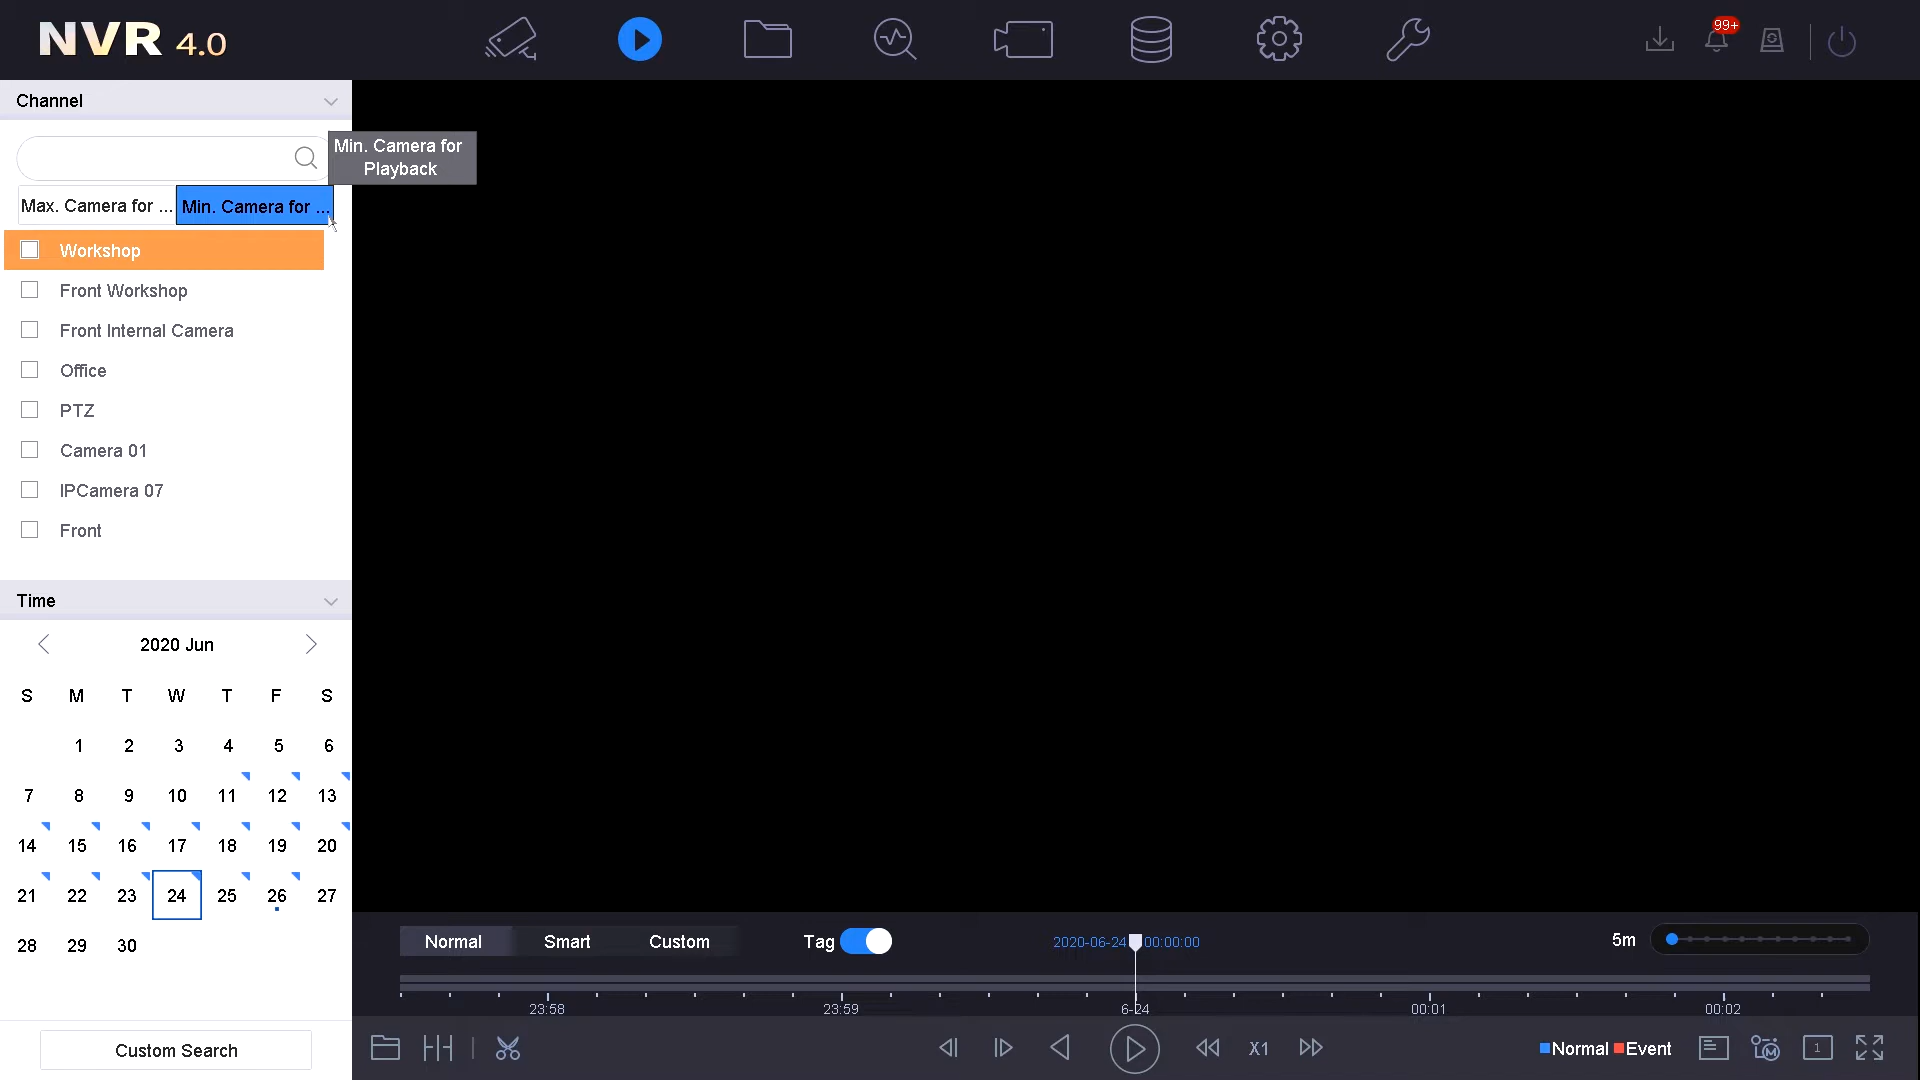 NVR 4.0
99+
Channel
Min. Camera for
Playback
Max. Camera for ...
Min. Camera for ...
Workshop
Front Workshop
Front Internal Camera
Office
PTZ
Camera 01
IPCamera 07
Front
Time
2020 Jun
S M T W T F S
1 2 3 4 5 6
7 8 9 10 11 12 13
14 15 16 17 18 19 20
21 22 23 24 25 26 27
28 29 30
Custom Search
Normal Smart Custom Tag 2020-06-24 00:00:00 5m
23:58 23:59 6-24 00:01 00:02
X1 Normal Event M 1